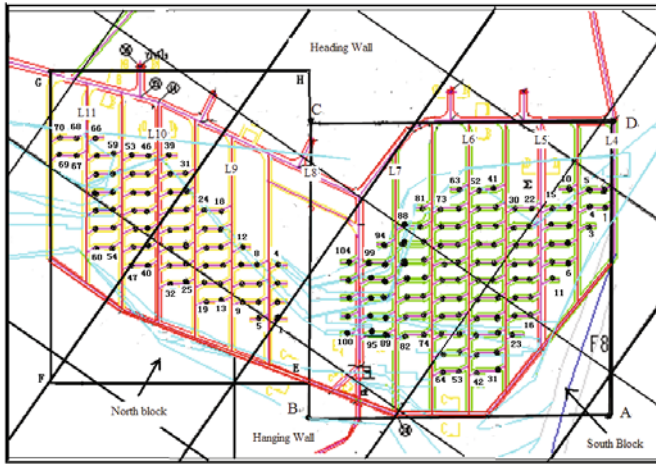 Heading Wall
G
H
C
D
L11
L10
L9
L8
L7
L6
L5
L4
70 68 66
69 67
59 53 46 39
31
24 18
12
8 4
60 54
47 40
32 25
19 13 9
5 1
63 52 41
81 73
30 22 15 10 5
4
1
3
88
94
104 99
6
11
100 95 89 82 74
16
23
64 53 42 31
F8
F
E
B
A
North block
Hanging Wall
South Block